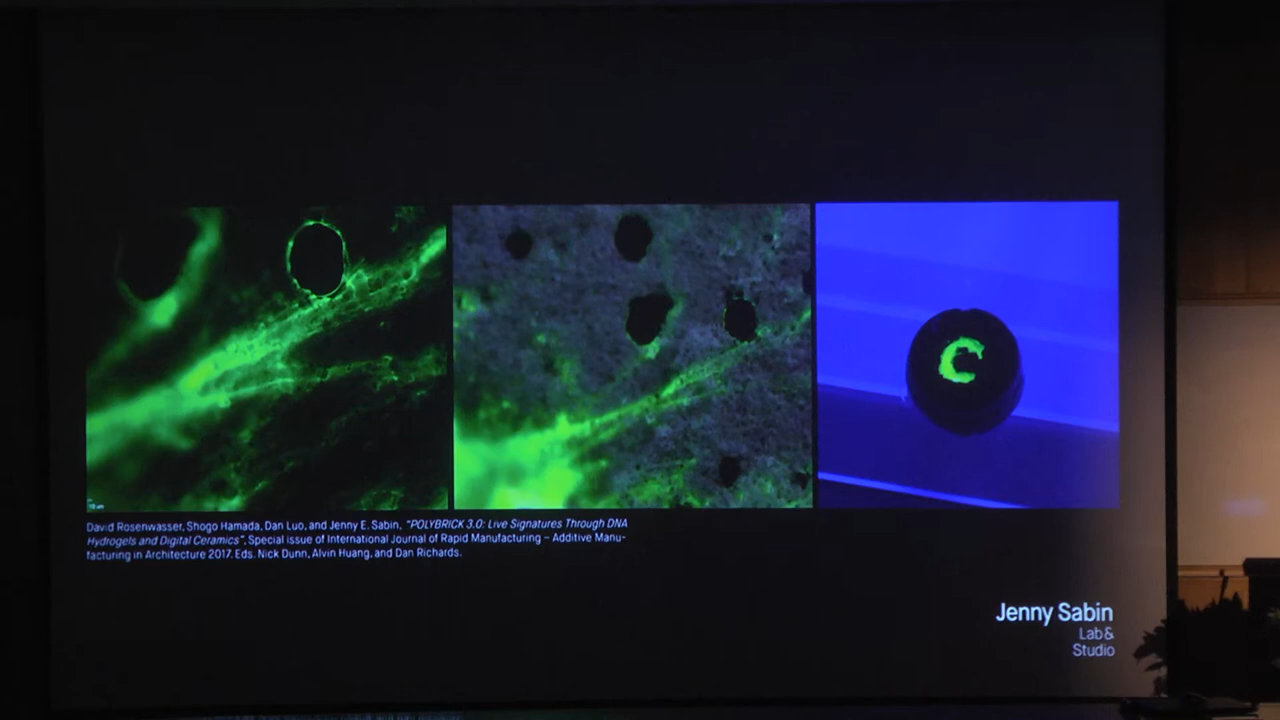 10 um
C
David Rosenwasser, Shogo Hamada, Dan Luo, and Jenny E. Sabin, "POLYBRICK 3.0: Live Signatures Through DNA
Hydrogels and Digital Ceramics", Special issue of International Journal of Rapid Manufacturing – Additive Manu-
facturing in Architecture 2017. Eds. Nick Dunn, Alvin Huang, and Dan Richards.
Jenny Sabin
Lab &
Studio